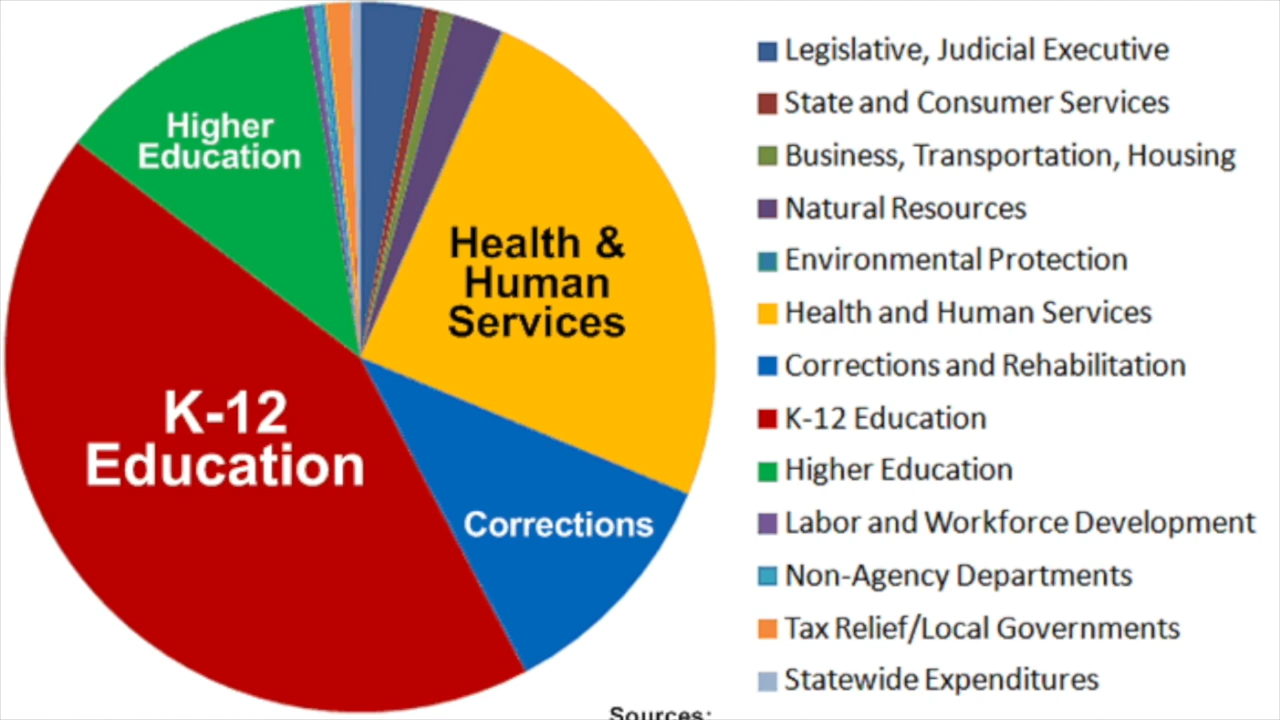 Higher
Education
Health &
Human
Services
K-12
Education
Corrections
Legislative, Judicial Executive
State and Consumer Services
Business, Transportation, Housing
Natural Resources
Environmental Protection
Health and Human Services
Corrections and Rehabilitation
K-12 Education
Higher Education
Labor and Workforce Development
Non-Agency Departments
Tax Relief/Local Governments
Statewide Expenditures
Sources: